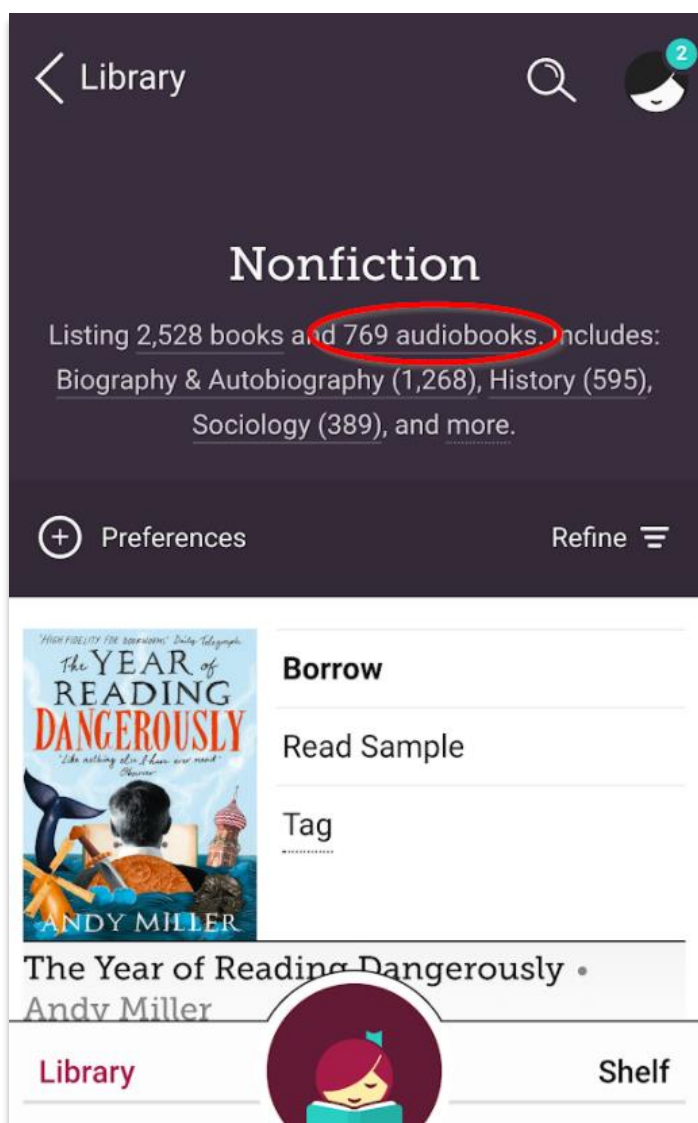 Library
2
Nonfiction
Listing 2,528 books and 769 audiobooks. Includes:
Biography & Autobiography (1,268), History (595),
Sociology (389), and more.
Preferences
Refine
'HIGH FIDELITY FOR BOOKWORMS' Daily Telegraph
The YEAR of
READING
DANGEROUSLY
'Like nothing else I have ever read'
Observer
ANDY MILLER
Borrow
Read Sample
Tag
The Year of Reading Dangerously •
Andy Miller
Library
Shelf